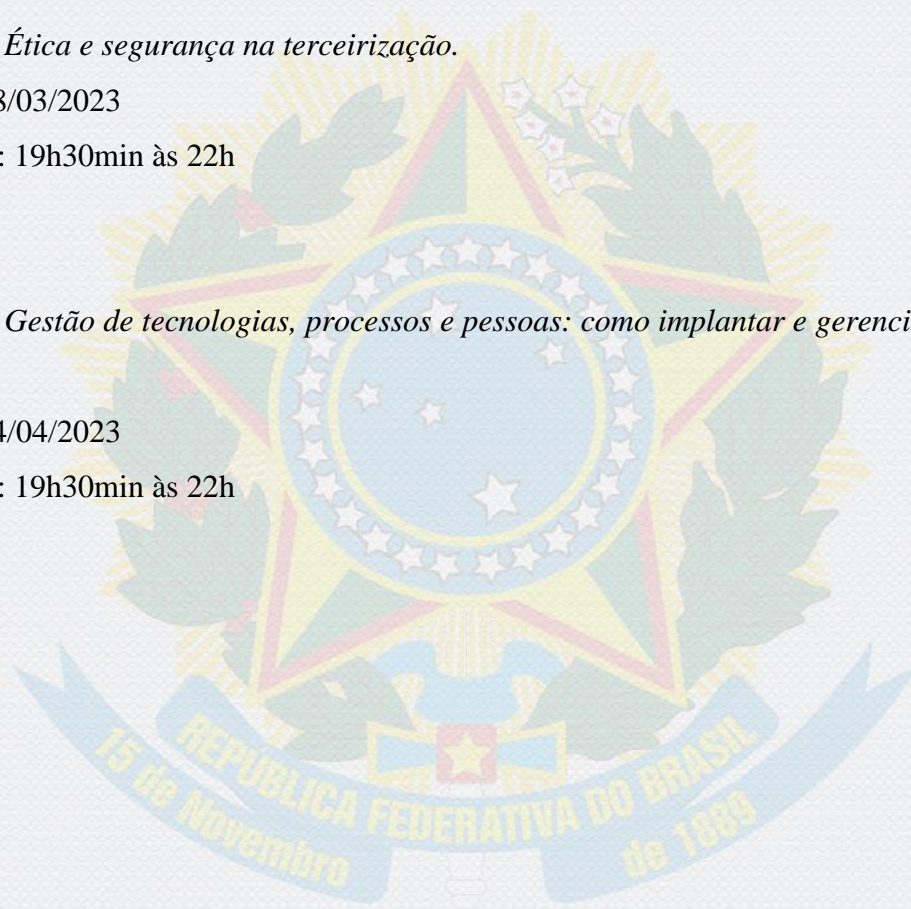 Ética e segurança na terceirização.
8/03/2023
: 19h30min às 22h
Gestão de tecnologias, processos e pessoas: como implantar e gerenci
4/04/2023
: 19h30min às 22h
REPÚBLICA FEDERATIVA DO BRASIL
15 de Novembro
de 1889